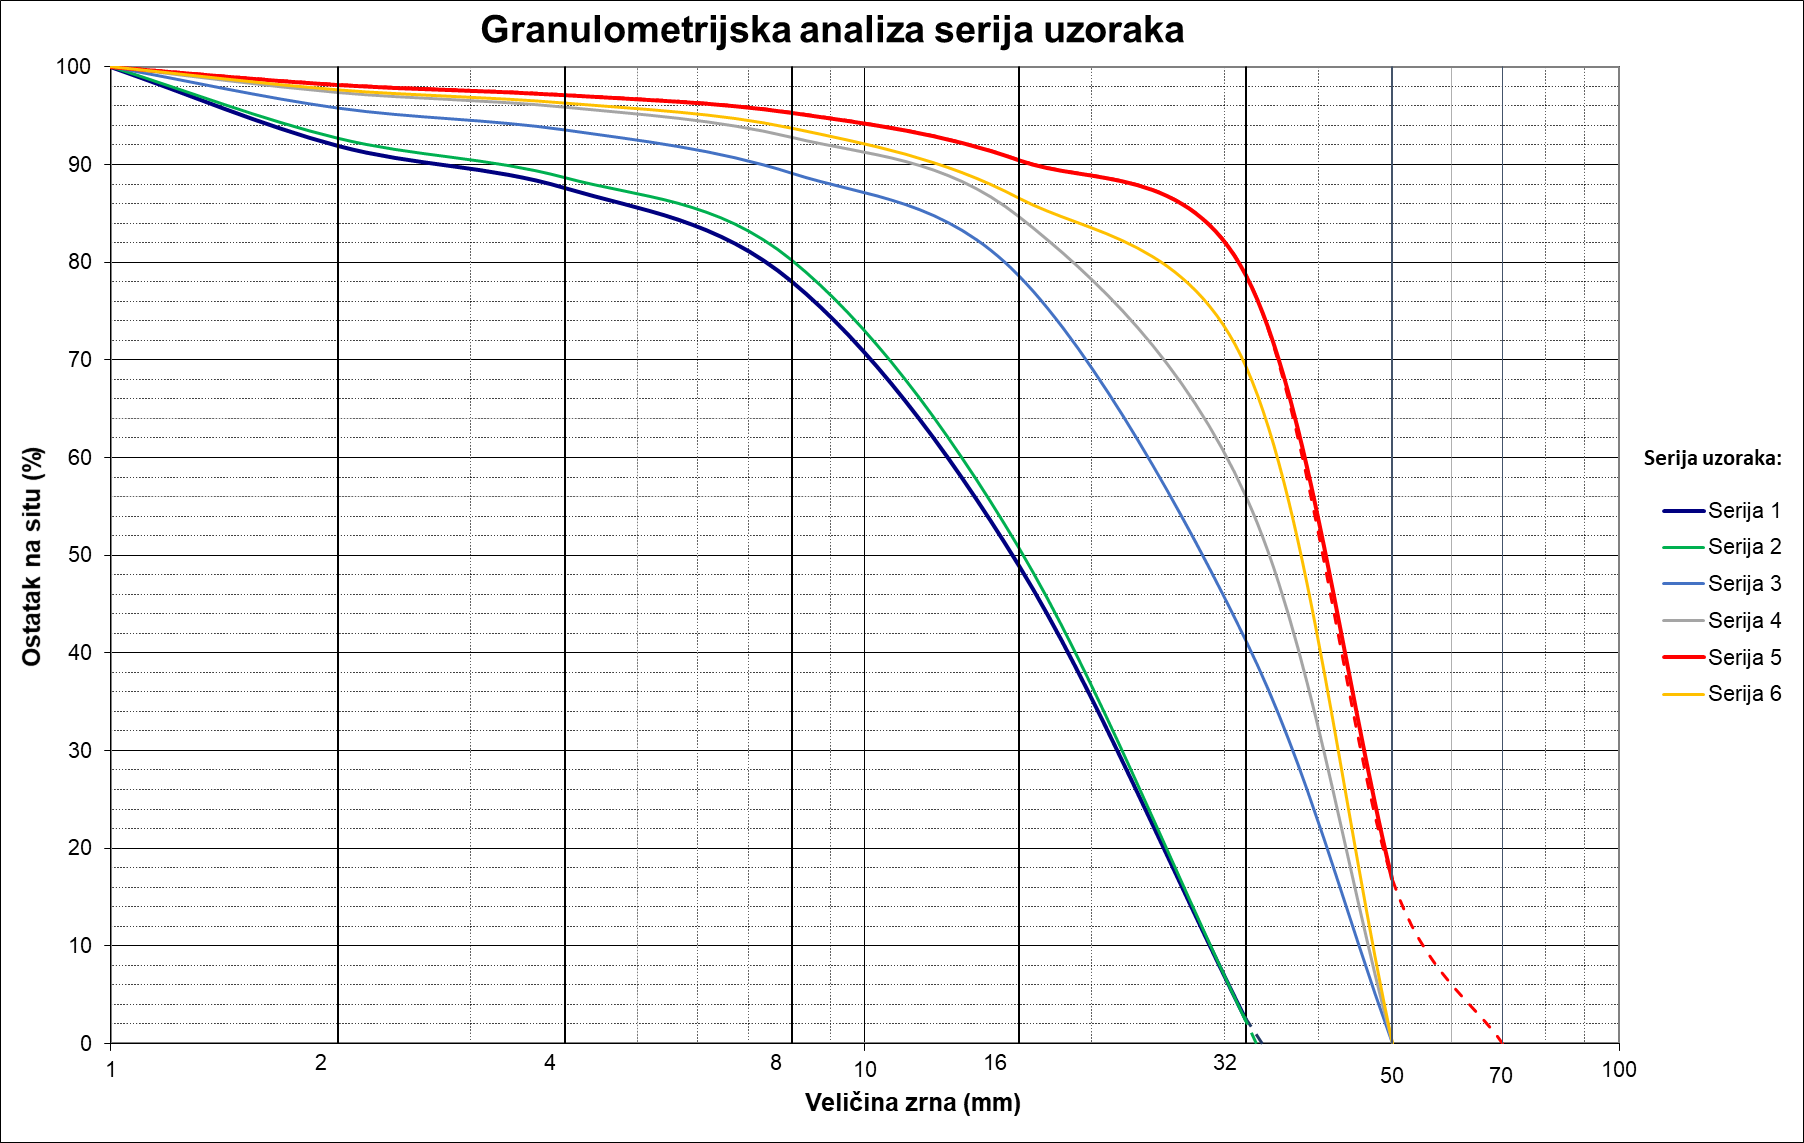 Granulometrijska analiza serija uzoraka
Ostatak na situ (%)
100
90
80
70
60
50
40
30
20
10
0
1
2
4
8
10
16
32
50
70
100
Veličina zrna (mm)
Serija uzoraka:
Serija 1
Serija 2
Serija 3
Serija 4
Serija 5
Serija 6